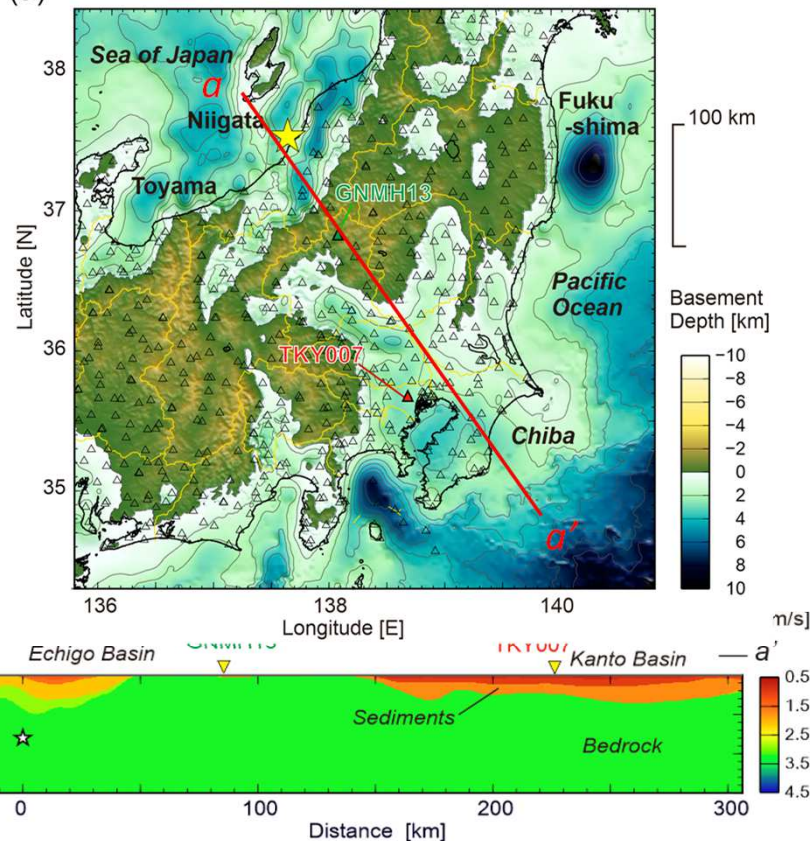 Sea of Japan
a
Niigata
Toyama
GNMH13
Fuku
-shima
Pacific
Ocean
TKY007
Chiba
a'
38
37
36
35
Latitude [N]
136
138
140
Longitude [E]
100 km
Basement
Depth [km]
−10
−8
−6
−4
−2
0
2
4
6
8
10
m/s]
Echigo Basin
GNMH13
TKY007
Kanto Basin
a'
Sediments
Bedrock
0.5
1.5
2.5
3.5
4.5
0
100
200
300
Distance [km]